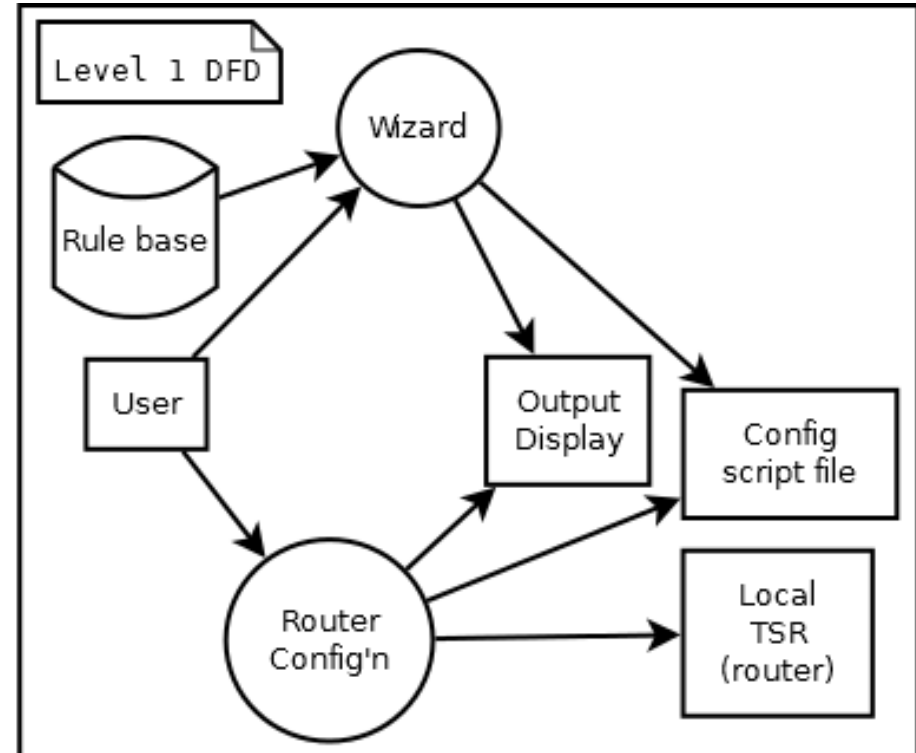 Level 1 DFD
Wizard
Rule base
User
Output
Display
Config
script file
Router
Config'n
Local
TSR
(router)